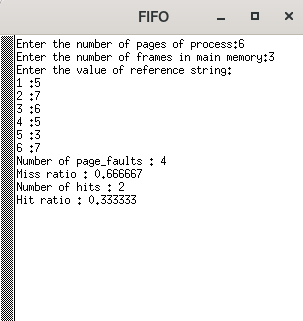 FIFO
Enter the number of pages of process:6
Enter the number of frames in main memory:3
Enter the value of reference string:
1 :5
2 :7
3 :6
4 :5
5 :3
6 :7
Number of page_faults : 4
Miss ratio : 0.666667
Number of hits : 2
Hit ratio : 0.333333